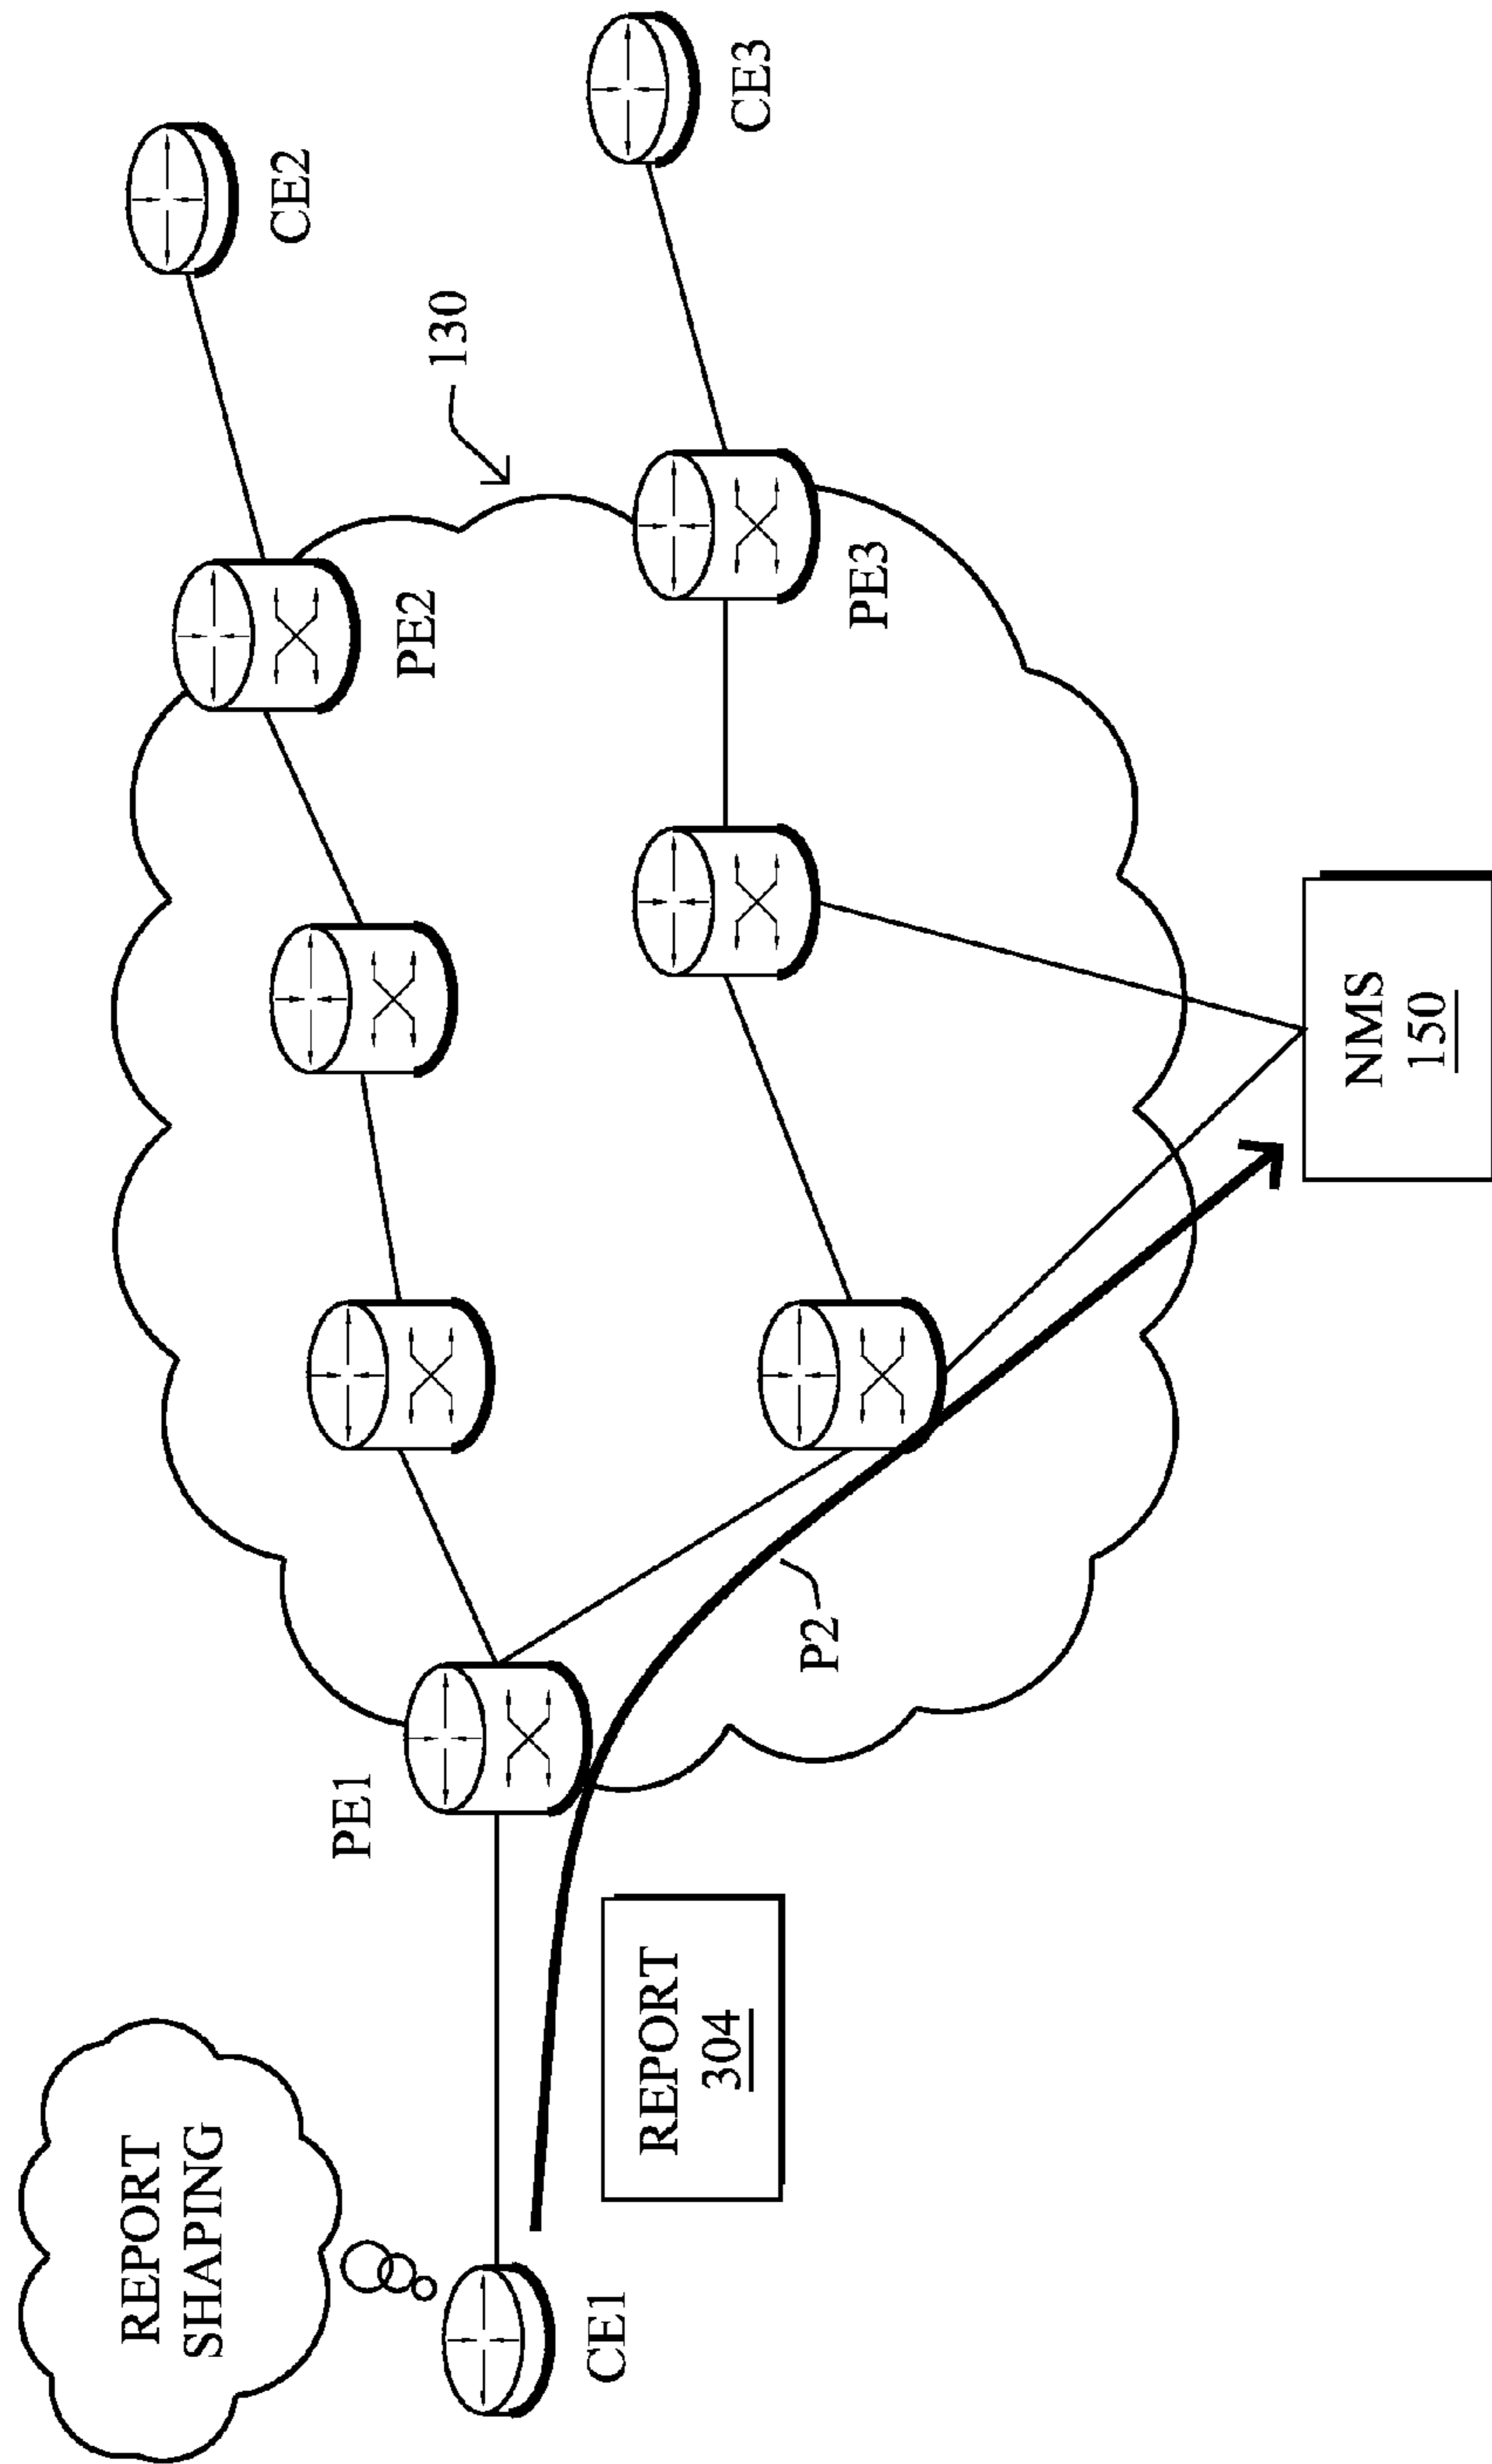 REPORT
SHAPING
CE1
REPORT
304
PE1
P2
NMS
150
PE2
PE3
130
CE2
CE3